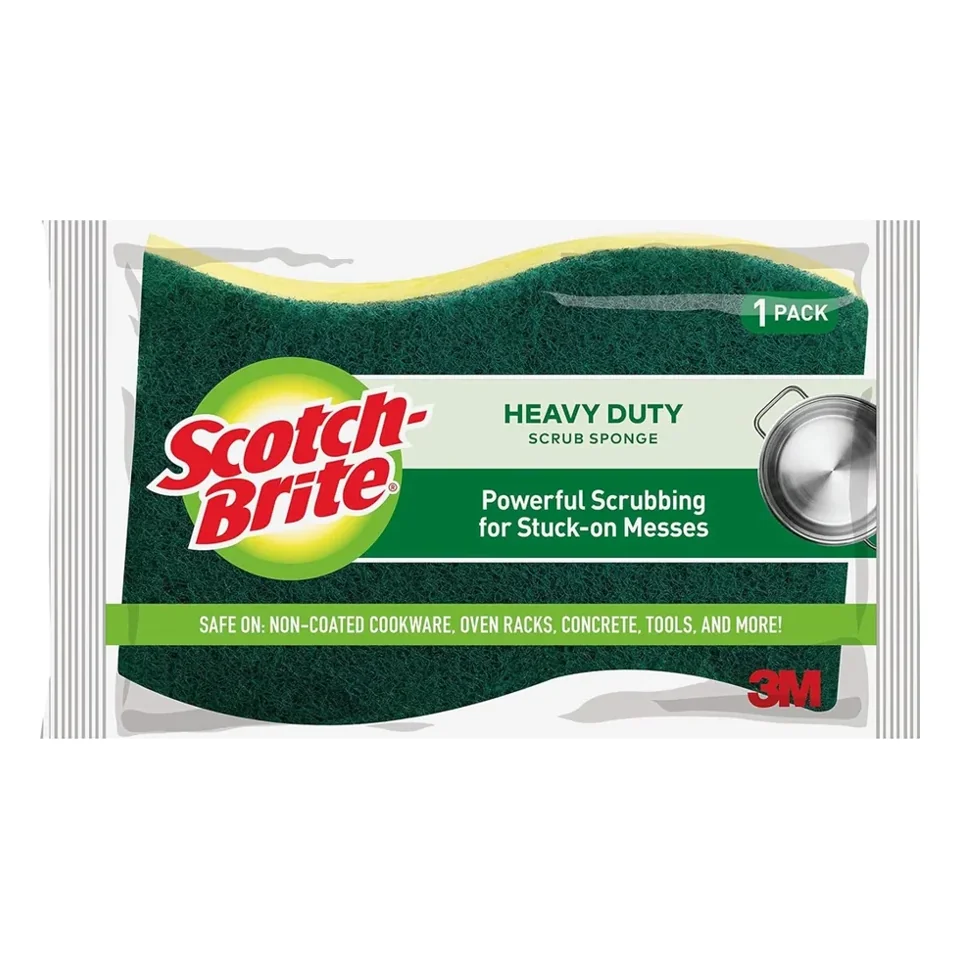 1 PACK
Scotch-
Brite®
HEAVY DUTY
SCRUB SPONGE
Powerful Scrubbing
for Stuck-on Messes
SAFE ON: NON-COATED COOKWARE, OVEN RACKS, CONCRETE, TOOLS, AND MORE!
3M